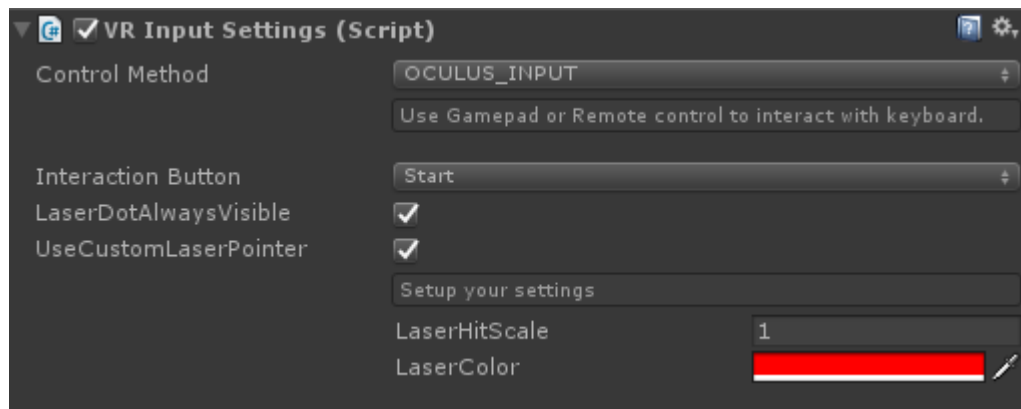 VR Input Settings (Script)
Control Method OCULUS_INPUT
Use Gamepad or Remote control to interact with keyboard.
Interaction Button Start
LaserDotAlwaysVisible
UseCustomLaserPointer
Setup your settings
LaserHitScale 1
LaserColor